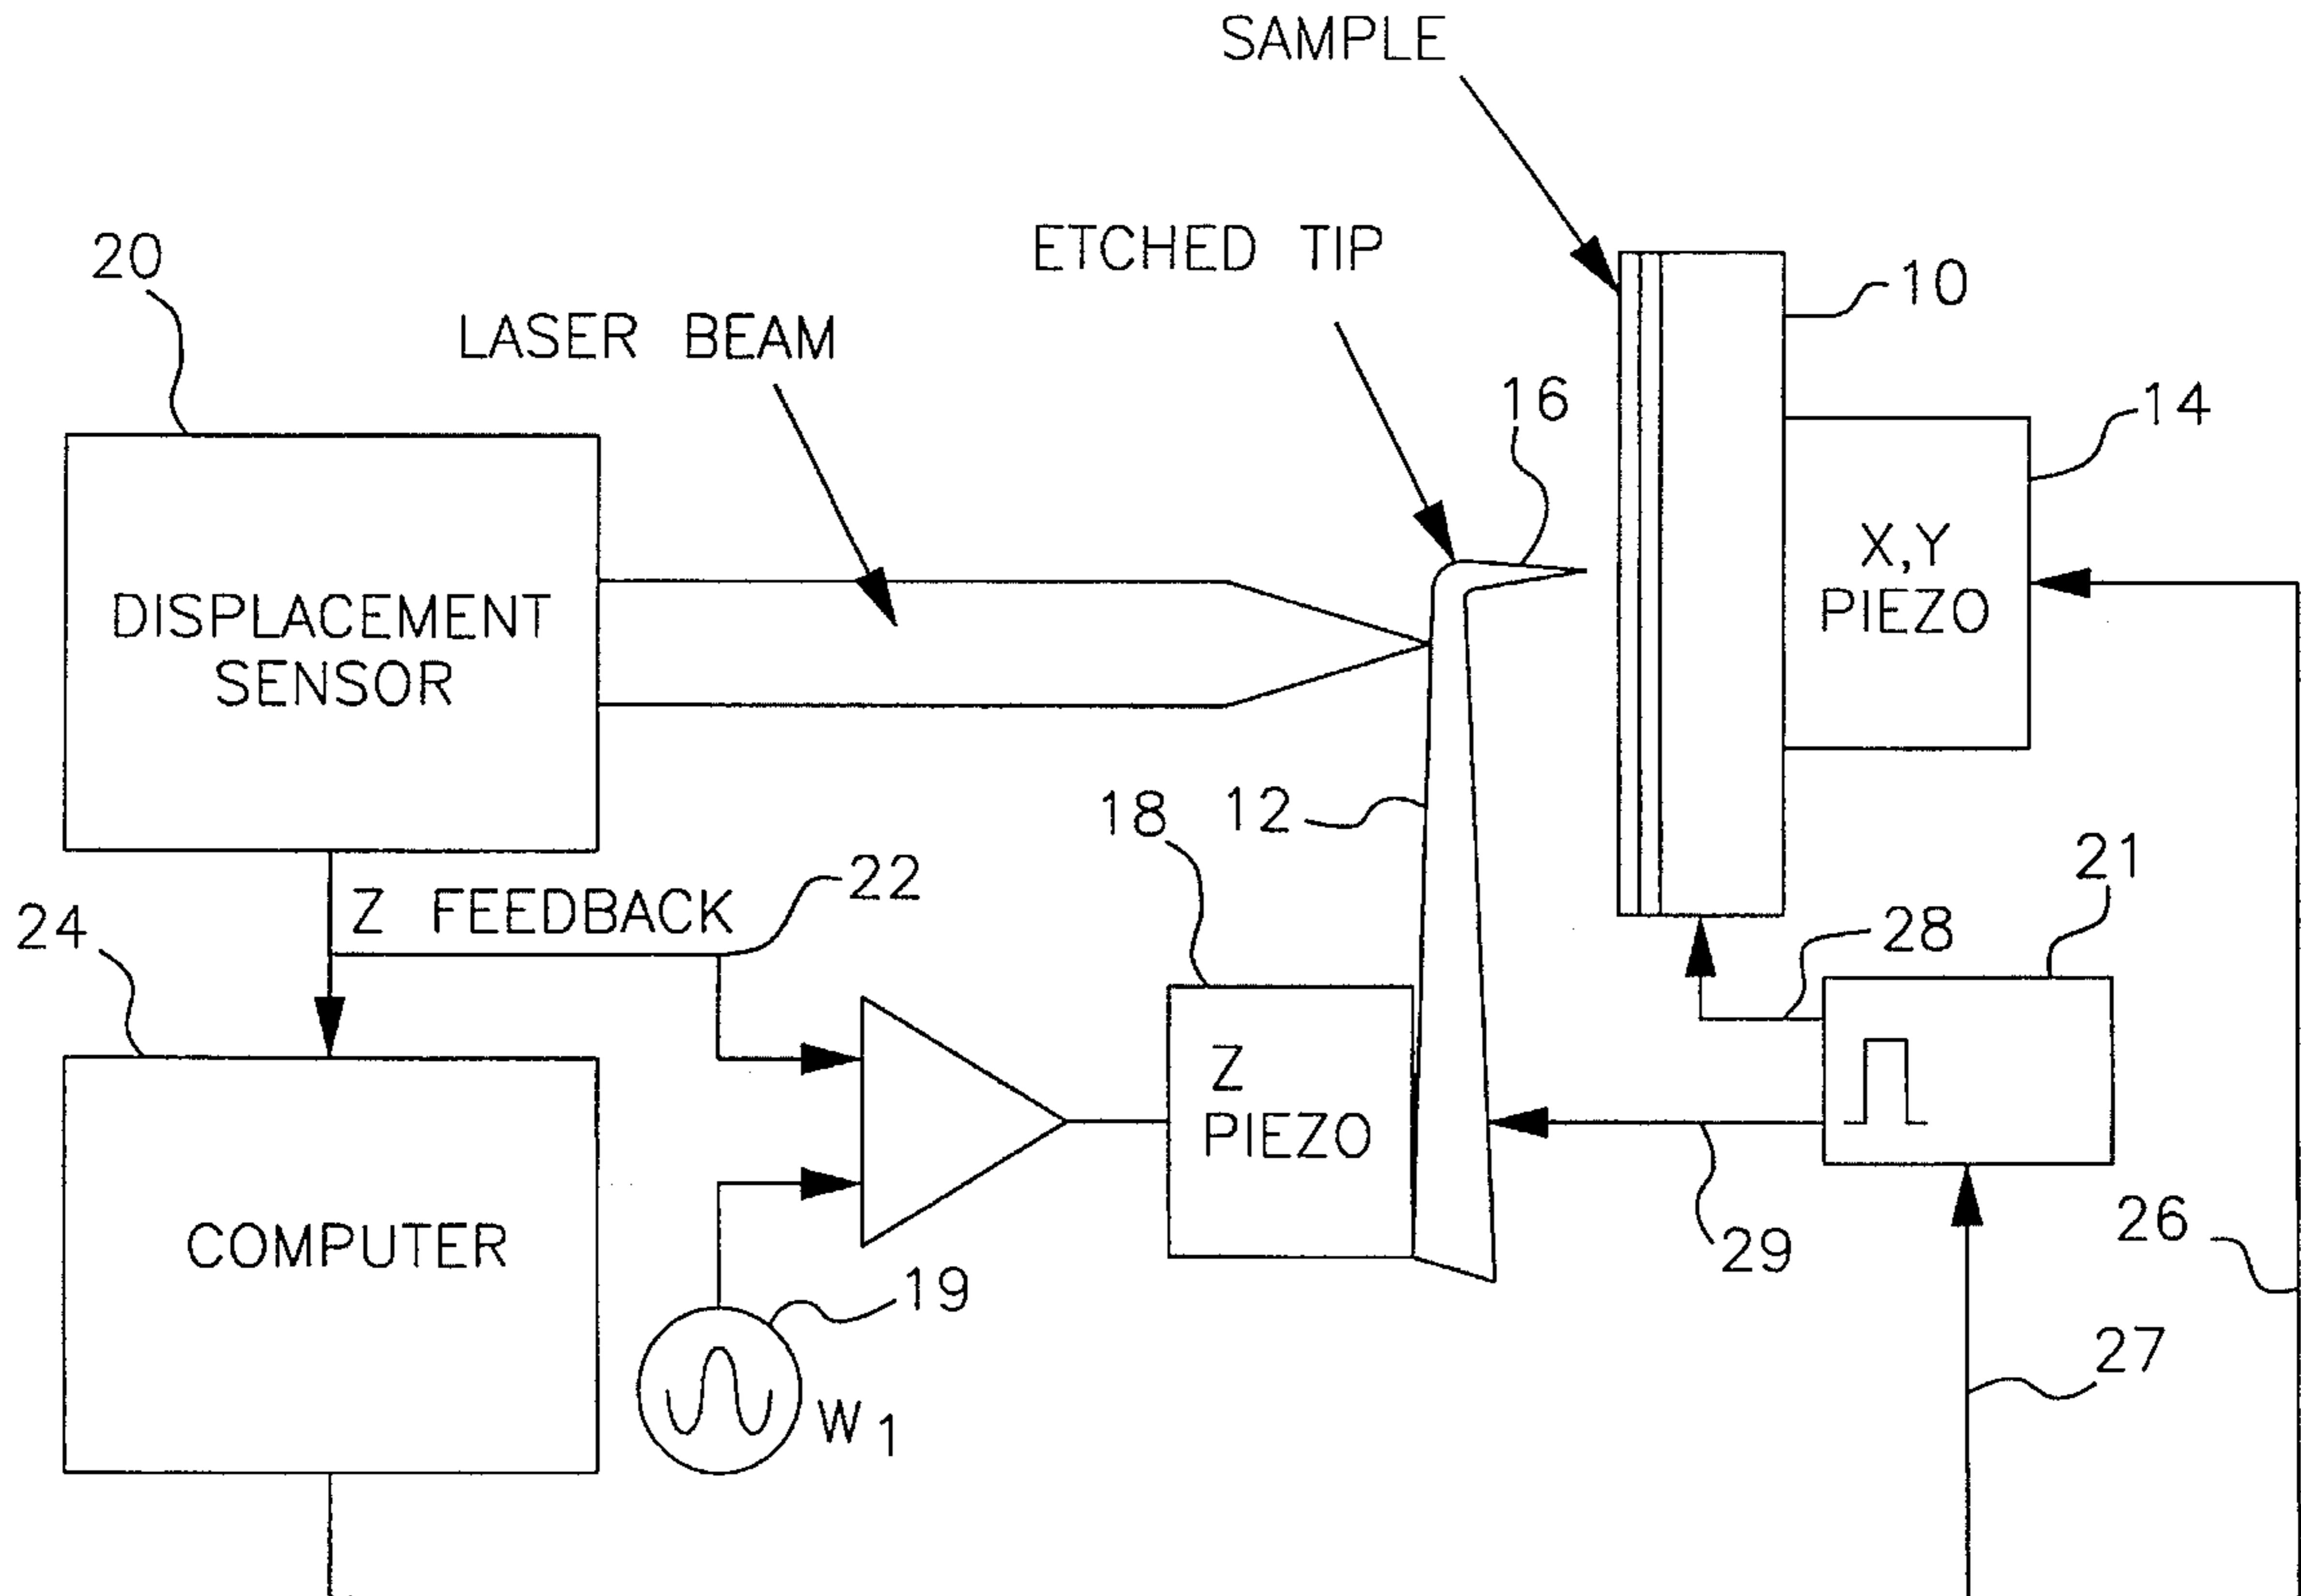 SAMPLE
ETCHED TIP
20
10
LASER BEAM
16
14
X,Y
PIEZO
DISPLACEMENT
SENSOR
18
12
21
22
Z FEEDBACK
24
28
Z
PIEZO
COMPUTER
26
29
19
27
W1